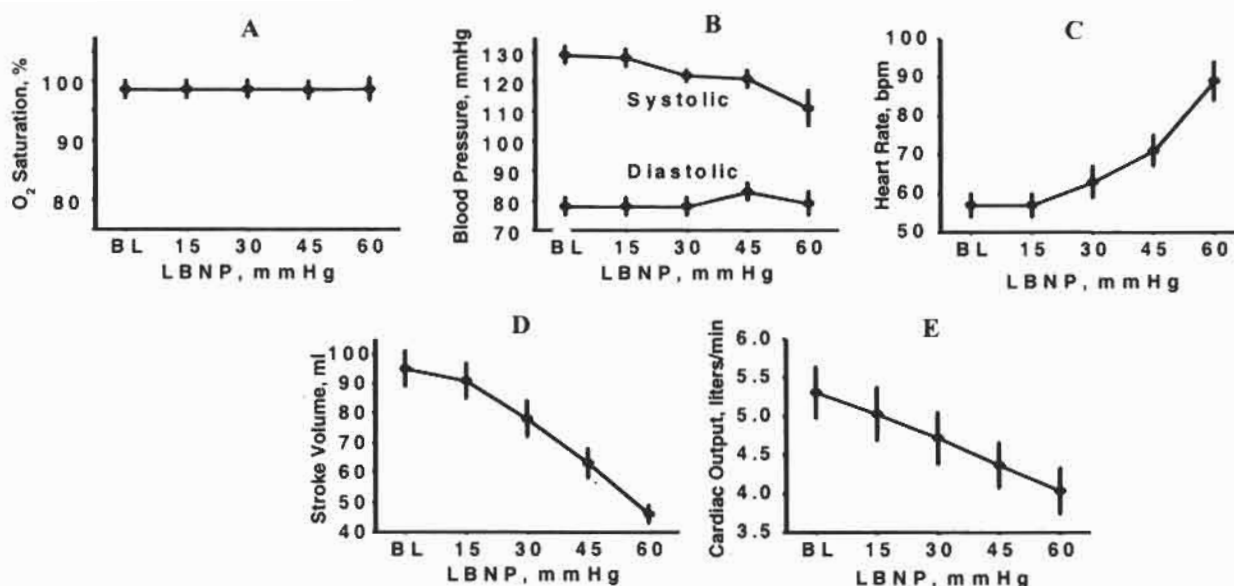 A
O2 Saturation, %
100
90
80
BL 15 30 45 60
LBNP, mmHg
B
Blood Pressure, mmHg
130
120
110
100
90
80
70
Systolic
Diastolic
BL 15 30 45 60
LBNP, mmHg
C
Heart Rate, bpm
100
90
80
70
60
50
BL 15 30 45 60
LBNP, mmHg
D
Stroke Volume, ml
100
90
80
70
60
50
40
BL 15 30 45 60
LBNP, mmHg
E
Cardiac Output, liters/min
6.0
5.5
5.0
4.5
4.0
3.5
BL 15 30 45 60
LBNP, mmHg